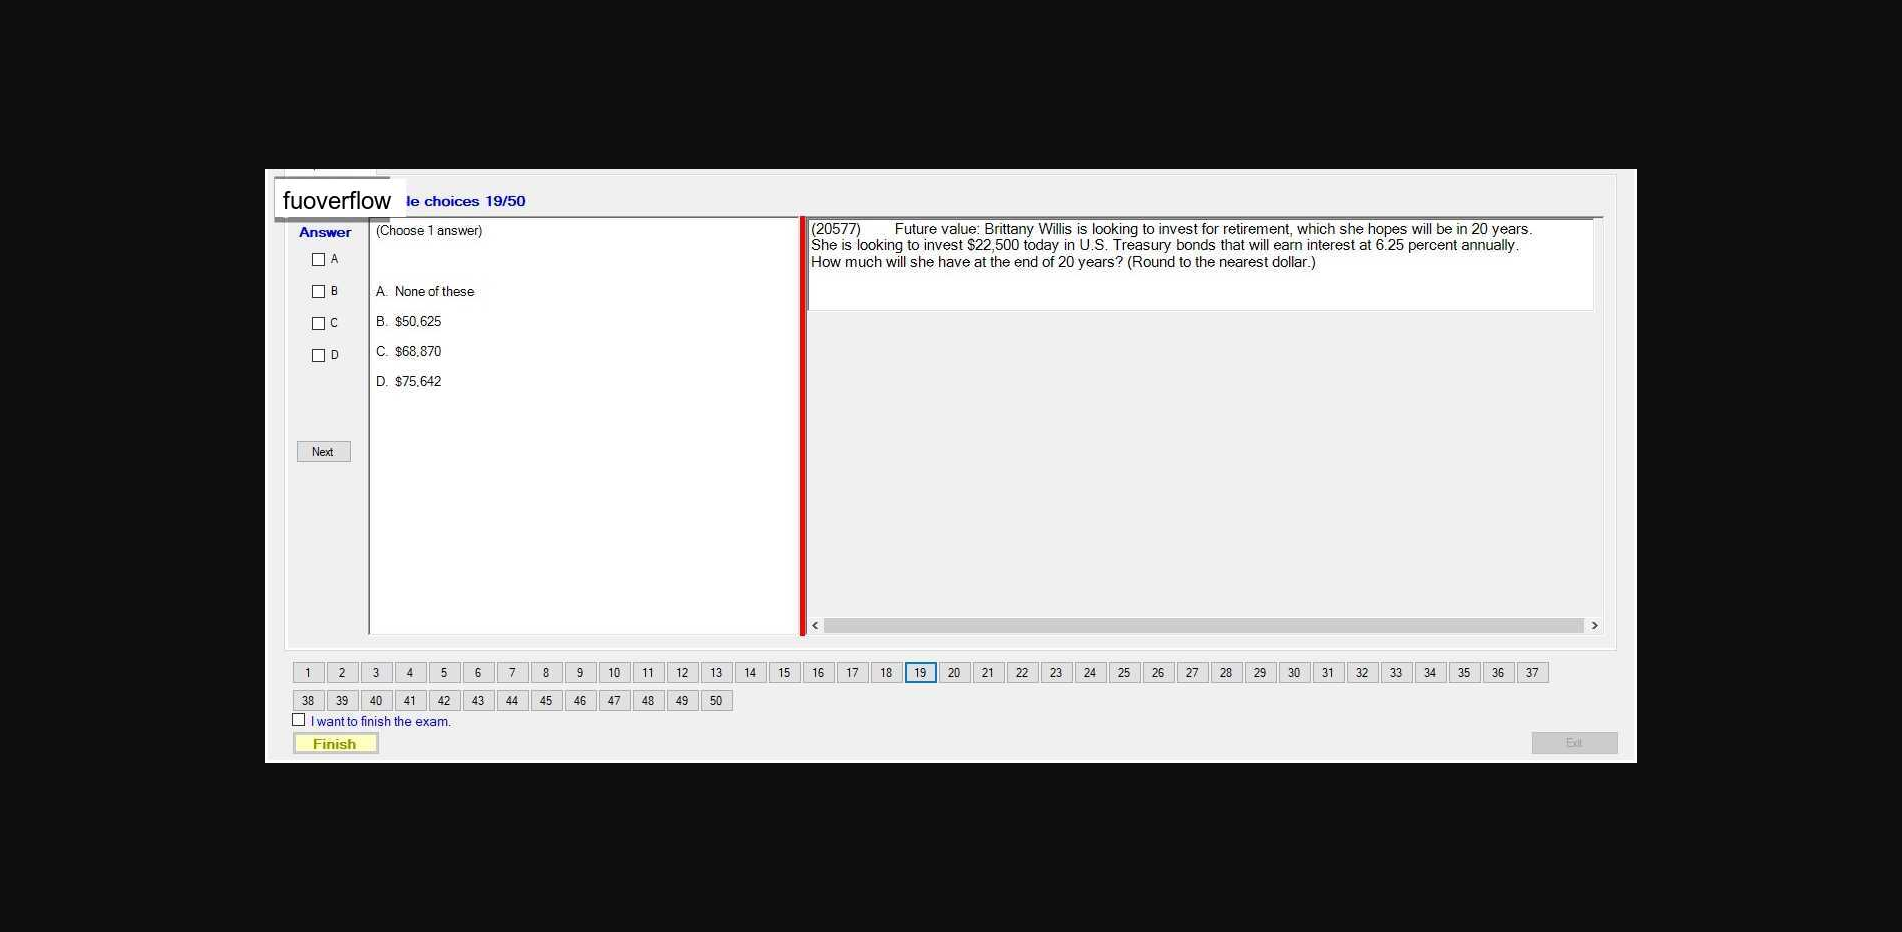 fuoverflow
le choices 19/50
Answer
(Choose 1 answer)
A
B
C
D
A. None of these
B. $50,625
C. $68,870
D. $75,642
Next
(20577) Future value: Brittany Willis is looking to invest for retirement, which she hopes will be in 20 years.
She is looking to invest $22,500 today in U.S. Treasury bonds that will earn interest at 6.25 percent annually.
How much will she have at the end of 20 years? (Round to the nearest dollar.)
1 2 3 4 5 6 7 8 9 10 11 12 13 14 15 16 17 18 19 20 21 22 23 24 25 26 27 28 29 30 31 32 33 34 35 36 37
38 39 40 41 42 43 44 45 46 47 48 49 50
I want to finish the exam.
Finish
Exit